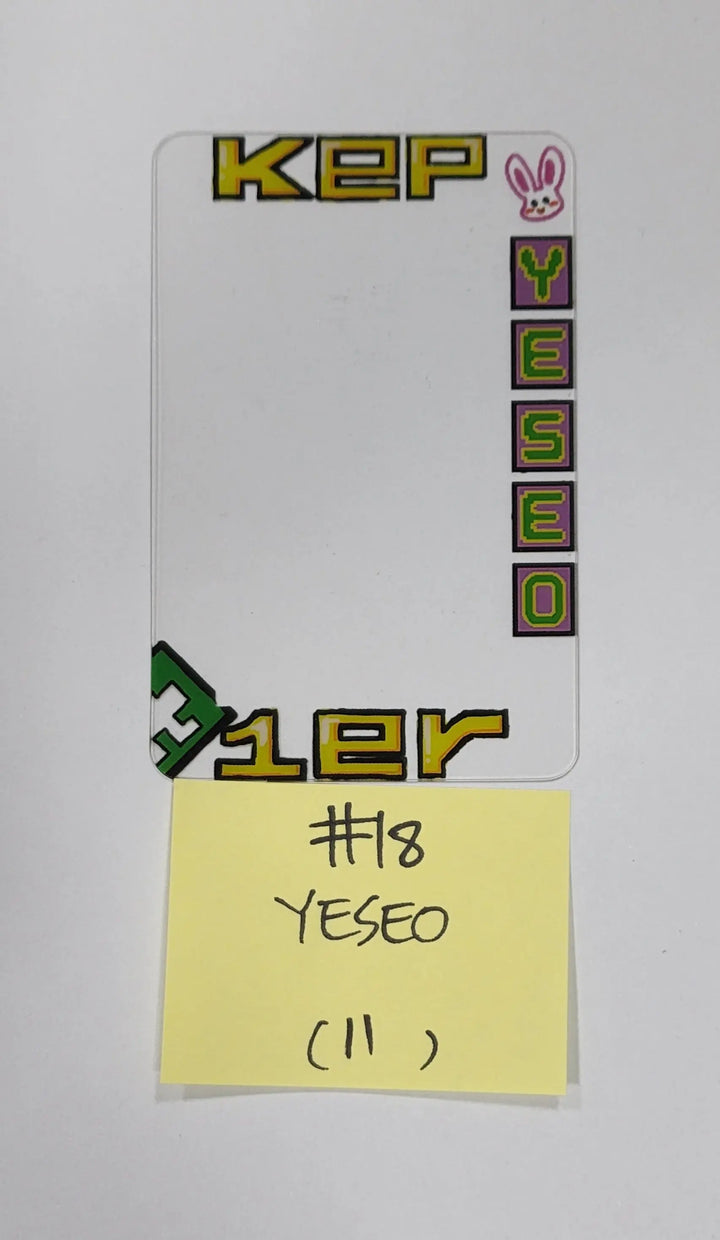 Kep
YESEO
E
1er
#18
YESEO
(11)